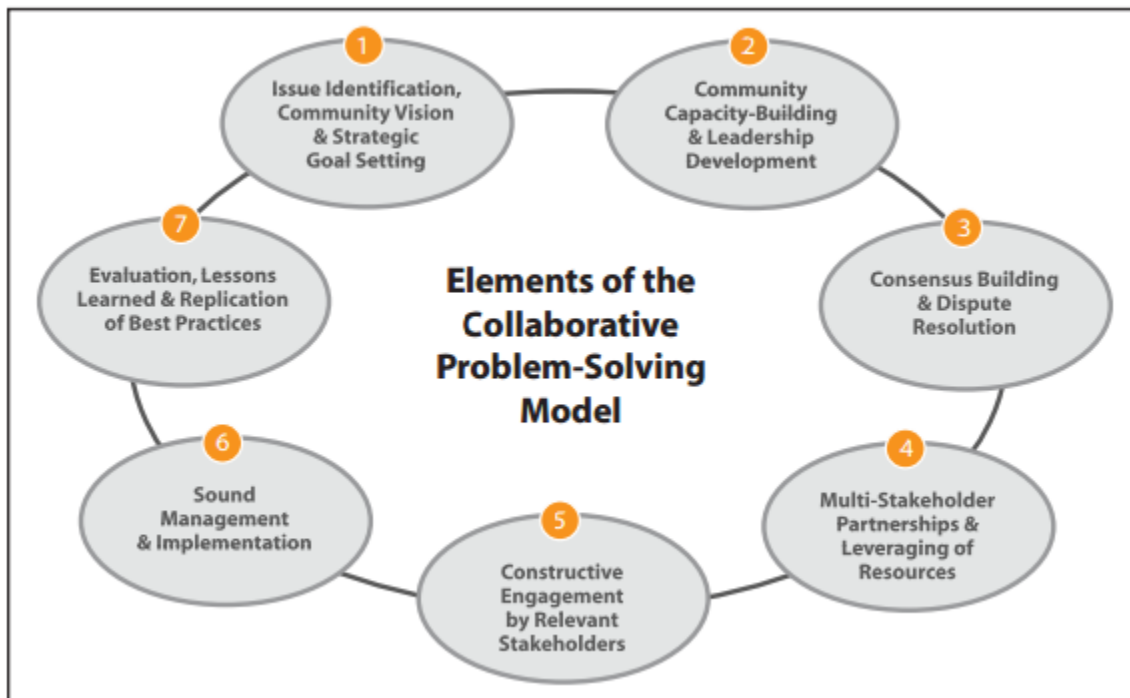 1
Issue Identification,
Community Vision
& Strategic
Goal Setting
2
Community
Capacity-Building
& Leadership
Development
3
Consensus Building
& Dispute
Resolution
4
Multi-Stakeholder
Partnerships &
Leveraging of
Resources
5
Constructive
Engagement
by Relevant
Stakeholders
6
Sound
Management
& Implementation
7
Evaluation, Lessons
Learned & Replication
of Best Practices
Elements of the
Collaborative
Problem-Solving
Model